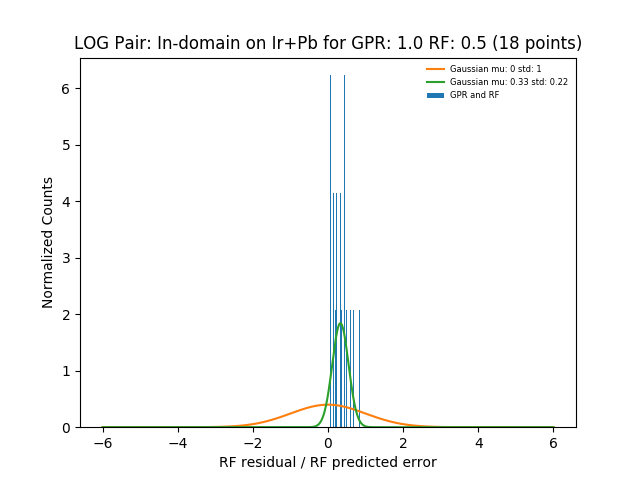 LOG Pair: In-domain on Ir+Pb for GPR: 1.0 RF: 0.5 (18 points)
Gaussian mu: 0 std: 1
Gaussian mu: 0.33 std: 0.22
GPR and RF
Normalized Counts
6
5
4
3
2
1
0
−6 −4 −2 0 2 4 6
RF residual / RF predicted error